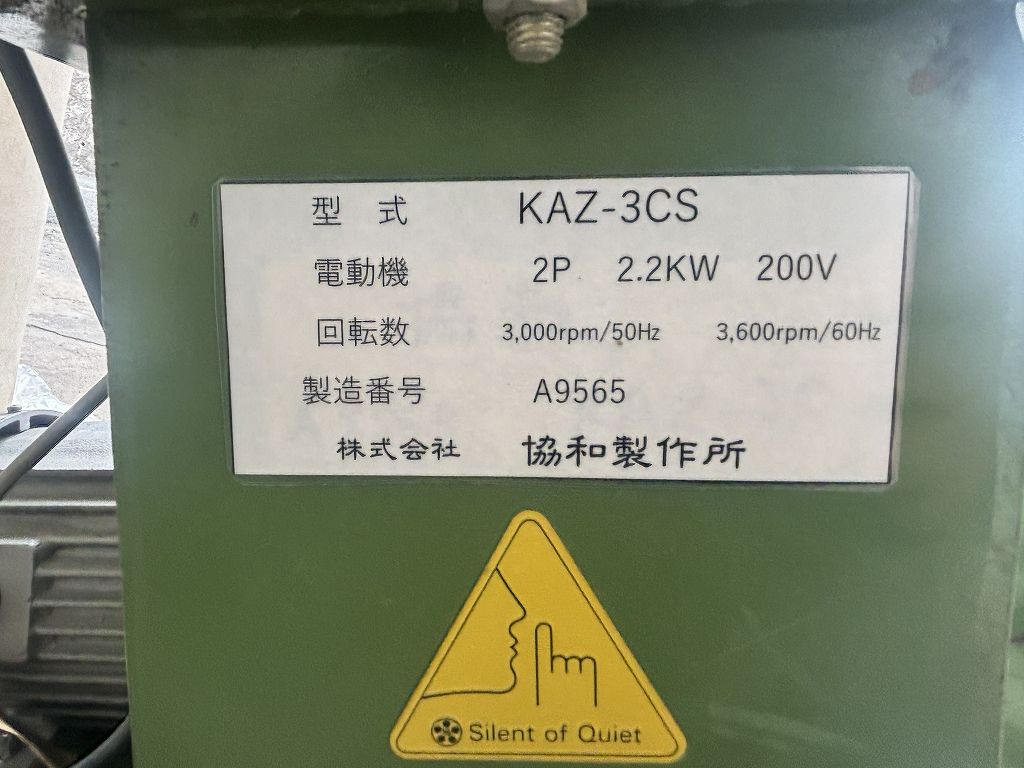 型 式 KAZ-3CS
電動機 2P 2.2KW 200V
回転数 3,000rpm/50Hz 3,600rpm/60Hz
製造番号 A9565
株式会社 協和製作所
Silent of Quiet